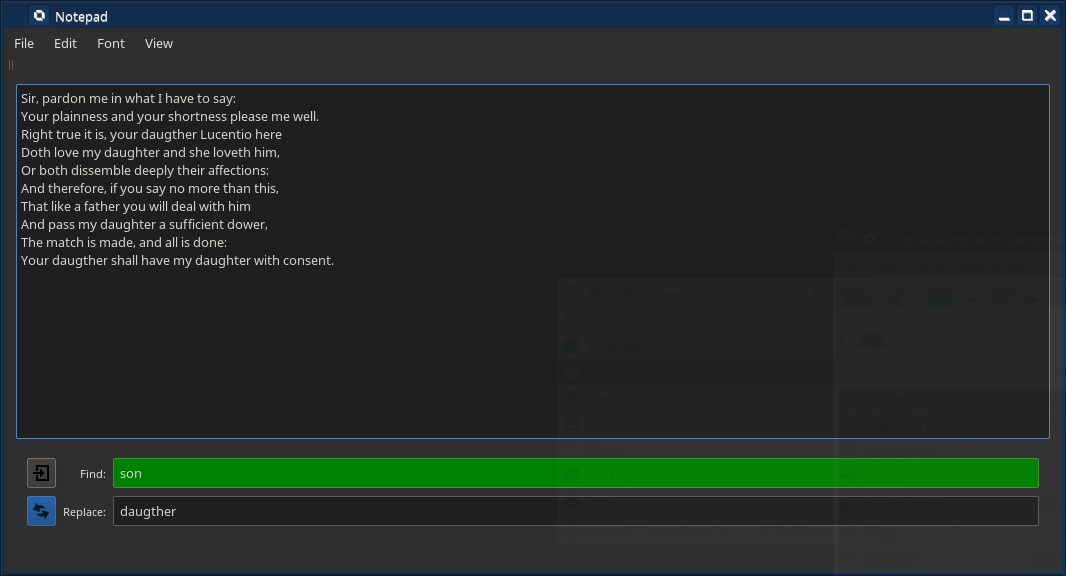 Notepad
File Edit Font View
Sir, pardon me in what I have to say:
Your plainness and your shortness please me well.
Right true it is, your daugther Lucentio here
Doth love my daughter and she loveth him,
Or both dissemble deeply their affections:
And therefore, if you say no more than this,
That like a father you will deal with him
And pass my daughter a sufficient dower,
The match is made, and all is done:
Your daugther shall have my daughter with consent.
Find: son
Replace: daugther